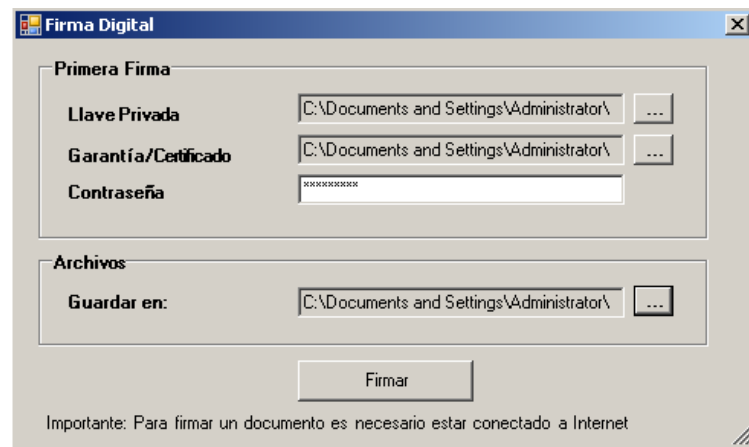 Firma Digital
Primera Firma
Llave Privada C:\Documents and Settings\Administrator\ ...
Garantía/Certificado C:\Documents and Settings\Administrator\ ...
Contraseña *********
Archivos
Guardar en: C:\Documents and Settings\Administrator\ ...
Firmar
Importante: Para firmar un documento es necesario estar conectado a Internet